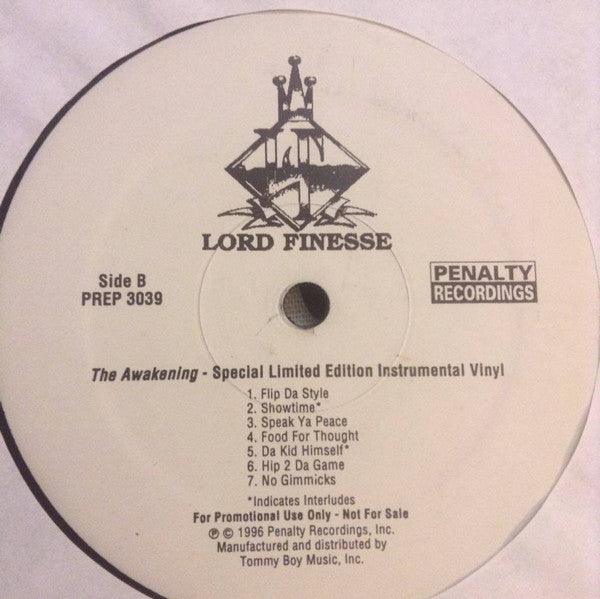 LORD FINESSE
Side B
PREP 3039
PENALTY
RECORDINGS
The Awakening - Special Limited Edition Instrumental Vinyl
1. Flip Da Style
2. Showtime*
3. Speak Ya Peace
4. Food For Thought
5. Da Kid Himself*
6. Hip 2 Da Game
7. No Gimmicks
*Indicates Interludes
For Promotional Use Only - Not For Sale
℗ © 1996 Penalty Recordings, Inc.
Manufactured and distributed by
Tommy Boy Music, Inc.